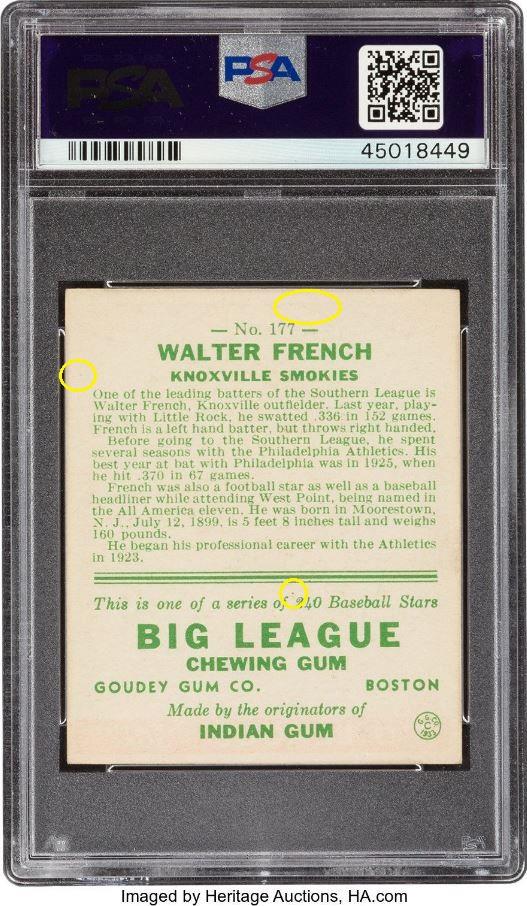 PSA
PSA
45018449
— No. 177 —
WALTER FRENCH
KNOXVILLE SMOKIES
One of the leading batters of the Southern League is
Walter French, Knoxville outfielder. Last year, play-
ing with Little Rock, he swatted .336 in 152 games.
French is a left hand batter, but throws right handed.
Before going to the Southern League, he spent
several seasons with the Philadelphia Athletics. His
best year at bat with Philadelphia was in 1925, when
he hit .370 in 67 games.
French was also a football star as well as a baseball
headliner while attending West Point, being named in
the All America eleven. He was born in Moorestown,
N. J., July 12, 1899, is 5 feet 8 inches tall and weighs
160 pounds.
He began his professional career with the Athletics
in 1923.
This is one of a series of 240 Baseball Stars
BIG LEAGUE
CHEWING GUM
GOUDEY GUM CO. BOSTON
Made by the originators of
INDIAN GUM
G.G.CO.
C
1933
Imaged by Heritage Auctions, HA.com